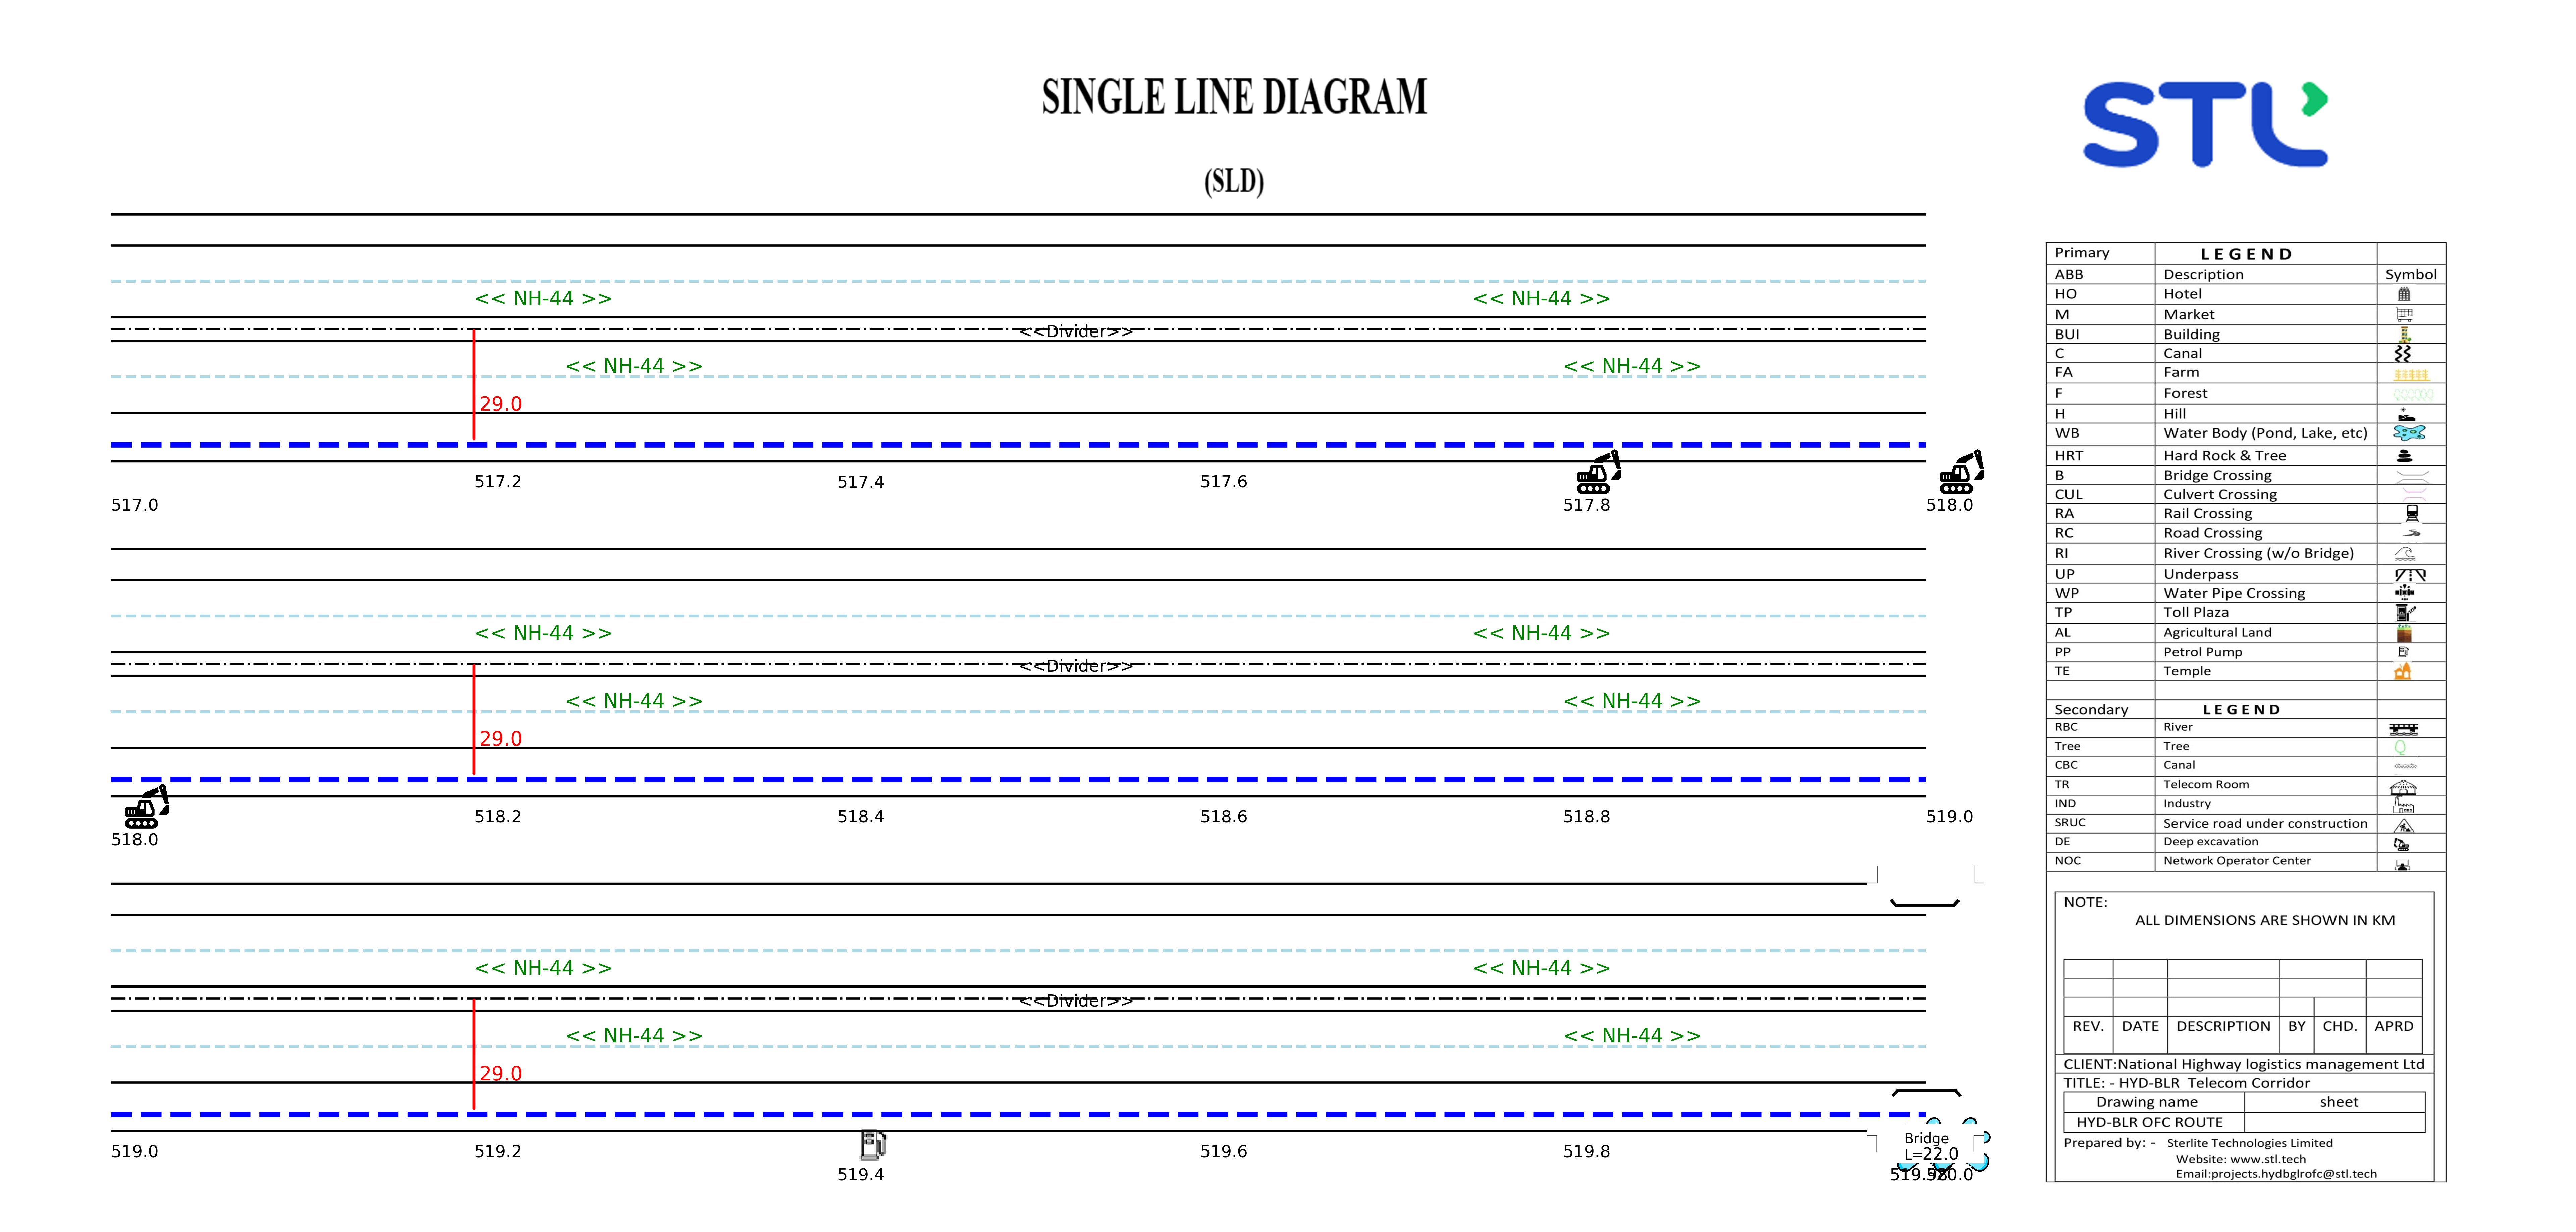 SINGLE LINE DIAGRAM
(SLD)
STL
<< NH-44 >> << NH-44 >>
<<Divider>>
<< NH-44 >> << NH-44 >>
29.0
517.2 517.4 517.6
517.0 517.8 518.0
<< NH-44 >> << NH-44 >>
<<Divider>>
<< NH-44 >> << NH-44 >>
29.0
518.2 518.4 518.6 518.8 519.0
518.0
<< NH-44 >> << NH-44 >>
<<Divider>>
<< NH-44 >> << NH-44 >>
29.0
Bridge
L=22.0
519.0 519.2 519.6 519.8
519.4
Primary LEGEND
ABB Description Symbol
HO Hotel
M Market
BUI Building
C Canal
FA Farm
F Forest
H Hill
WB Water Body (Pond, Lake, etc)
HRT Hard Rock & Tree
B Bridge Crossing
CUL Culvert Crossing
RA Rail Crossing
RC Road Crossing
RI River Crossing (w/o Bridge)
UP Underpass
WP Water Pipe Crossing
TP Toll Plaza
AL Agricultural Land
PP Petrol Pump
TE Temple
Secondary LEGEND
RBC River
Tree Tree
CBC Canal
TR Telecom Room
IND Industry
SRUC Service road under construction
DE Deep excavation
NOC Network Operator Center
NOTE:
ALL DIMENSIONS ARE SHOWN IN KM
REV. DATE DESCRIPTION BY CHD. APRD
CLIENT:National Highway logistics management Ltd
TITLE: - HYD-BLR Telecom Corridor
Drawing name sheet
HYD-BLR OFC ROUTE
Prepared by: - Sterlite Technologies Limited
Website: www.stl.tech
Email:projects.hydbglrofc@stl.tech